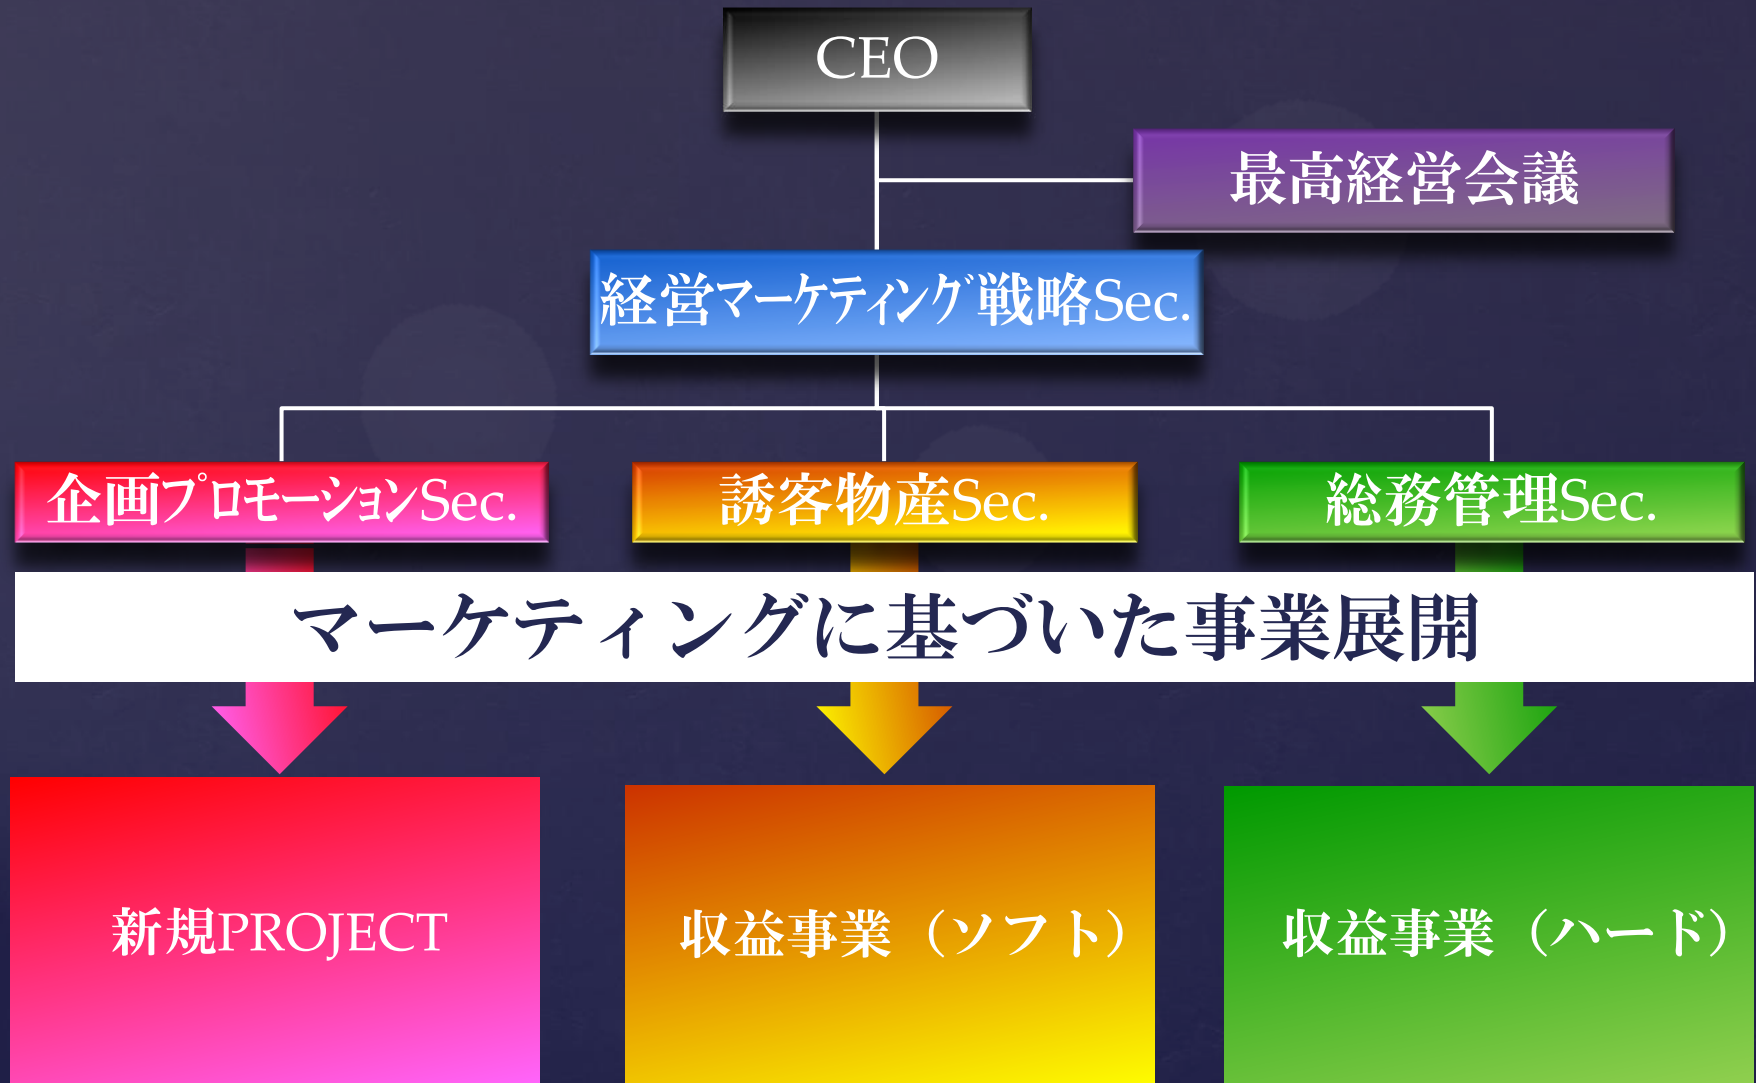 CEO
最高経営会議
経営マーケティング戦略Sec.
企画プロモーションSec.
誘客物産Sec.
総務管理Sec.
マーケティングに基づいた事業展開
新規PROJECT
収益事業（ソフト）
収益事業（ハード）